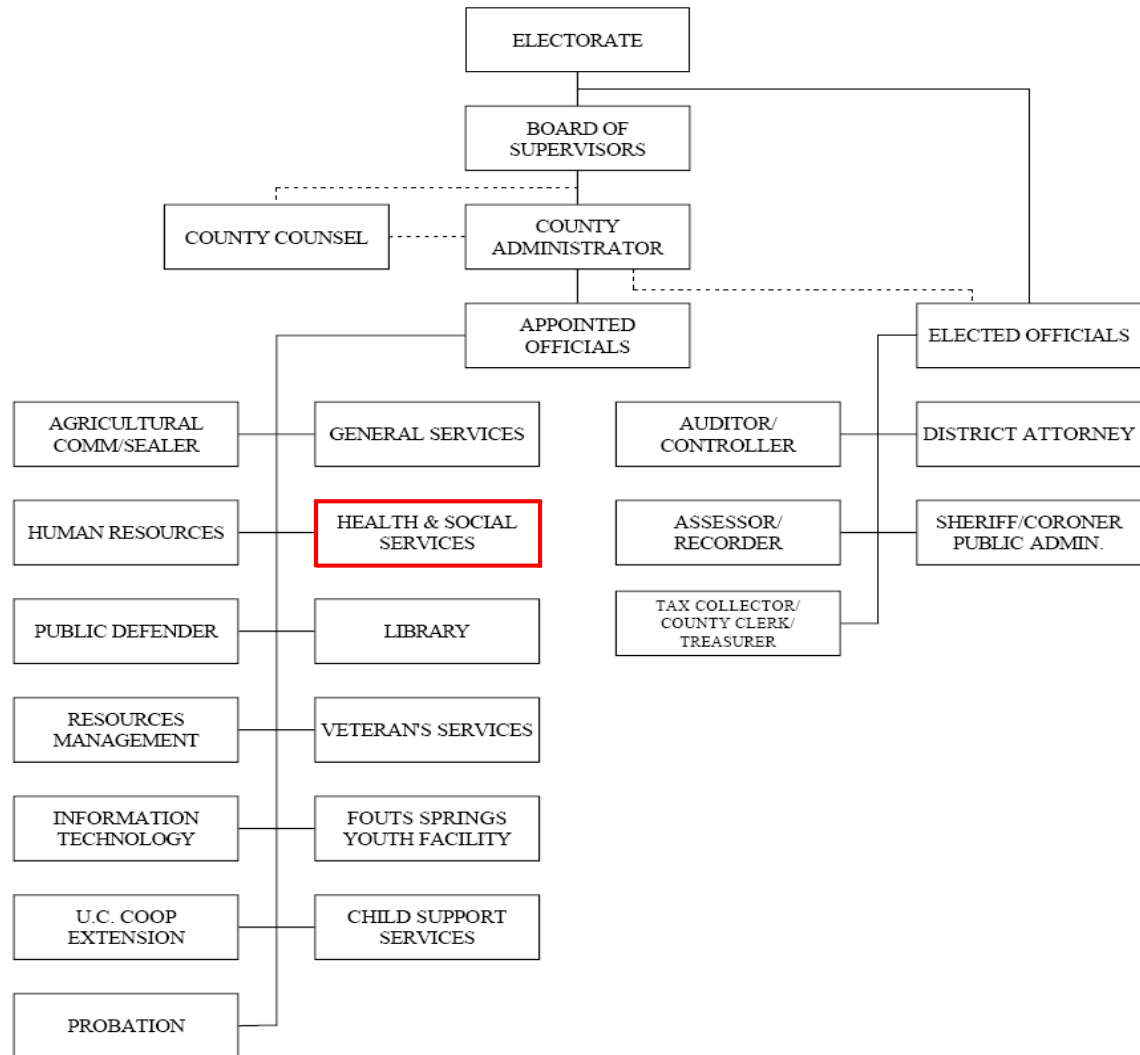 ELECTORATE
BOARD OF
SUPERVISORS
COUNTY COUNSEL
COUNTY
ADMINISTRATOR
APPOINTED
OFFICIALS
ELECTED OFFICIALS
AGRICULTURAL
COMM/SEALER
GENERAL SERVICES
AUDITOR/
CONTROLLER
DISTRICT ATTORNEY
HUMAN RESOURCES
HEALTH & SOCIAL
SERVICES
ASSESSOR/
RECORDER
SHERIFF/CORONER
PUBLIC ADMIN.
PUBLIC DEFENDER
LIBRARY
TAX COLLECTOR/
COUNTY CLERK/
TREASURER
RESOURCES
MANAGEMENT
VETERAN'S SERVICES
INFORMATION
TECHNOLOGY
FOUTS SPRINGS
YOUTH FACILITY
U.C. COOP
EXTENSION
CHILD SUPPORT
SERVICES
PROBATION